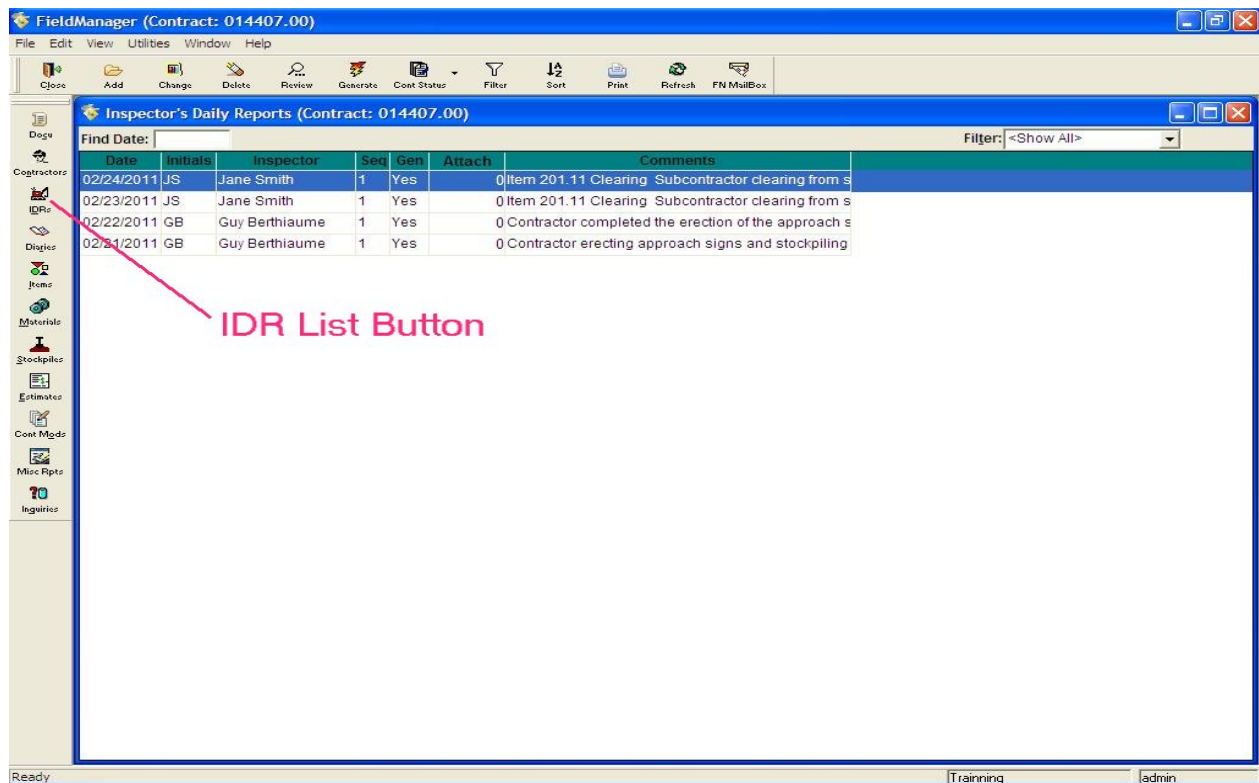 FieldManager (Contract: 014407.00)
File Edit View Utilities Window Help
Close Add Change Delete Review Generate Cont Status Filter Sort Print Refresh FN MailBox
Inspector's Daily Reports (Contract: 014407.00)
Find Date: Filter: <Show All>
Date Initials Inspector Seq Gen Attach Comments
02/24/2011 JS Jane Smith 1 Yes 0 Item 201.11 Clearing Subcontractor clearing from s
02/23/2011 JS Jane Smith 1 Yes 0 Item 201.11 Clearing Subcontractor clearing from s
02/22/2011 GB Guy Berthiaume 1 Yes 0 Contractor completed the erection of the approach s
02/21/2011 GB Guy Berthiaume 1 Yes 0 Contractor erecting approach signs and stockpiling
Docu
Contractors
IDRs
Diaries
Items
Materials
Stockpiles
Estimates
Cont Mods
Misc Rpts
Inquiries
IDR List Button
Ready Trainning admin